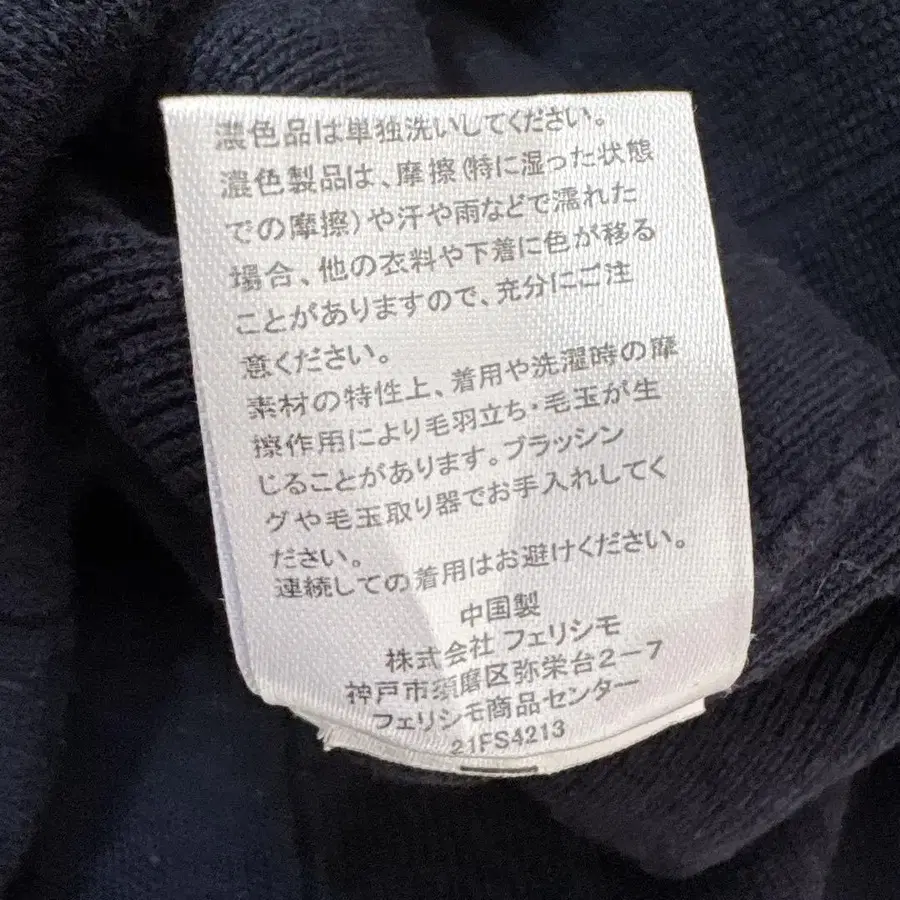 濃色品は単独洗いしてください。
濃色製品は、摩擦(特に湿った状態
での摩擦)や汗や雨などで濡れた
場合、他の衣料や下着に色が移る
ことがありますので、充分にご注
意ください。
素材の特性上、着用や洗濯時の摩
擦作用により毛羽立ち・毛玉が生
じることがあります。ブラッシン
グや毛玉取り器でお手入れしてく
ださい。
連続しての着用はお避けください。
中国製
株式会社 フェリシモ
神戸市須磨区弥栄台2-7
フェリシモ商品センター
21FS4213